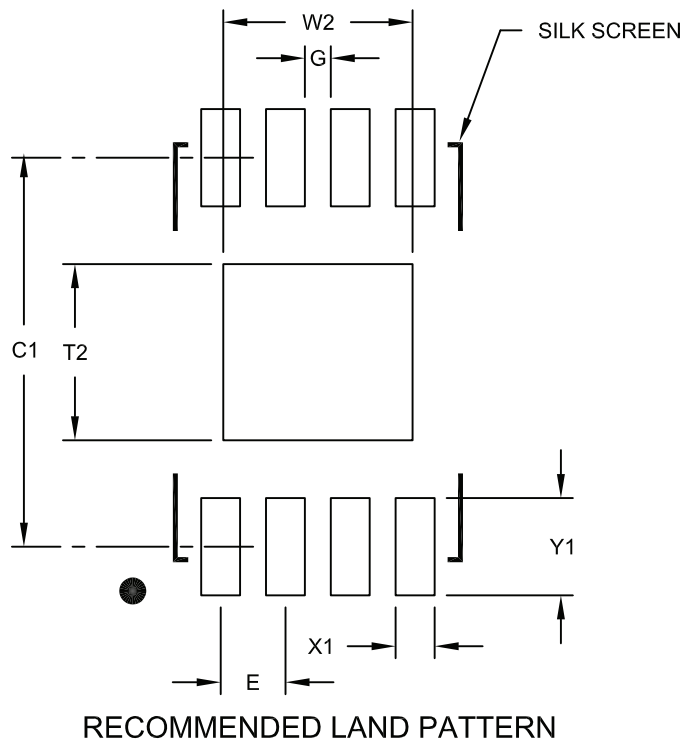 W2
SILK SCREEN
G
C1
T2
Y1
X1
E
RECOMMENDED LAND PATTERN